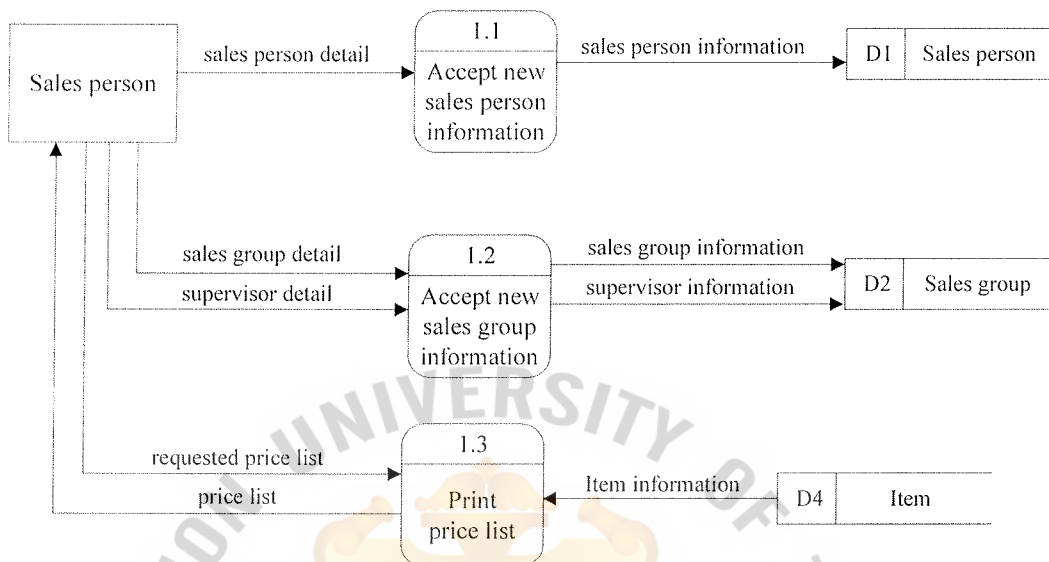 Sales person
sales person detail
1.1
Accept new
sales person
information
sales person information
D1 Sales person
sales group detail
supervisor detail
1.2
Accept new
sales group
information
sales group information
supervisor information
D2 Sales group
requested price list
price list
1.3
Print
price list
Item information
D4 Item
UNIVERSITY OF